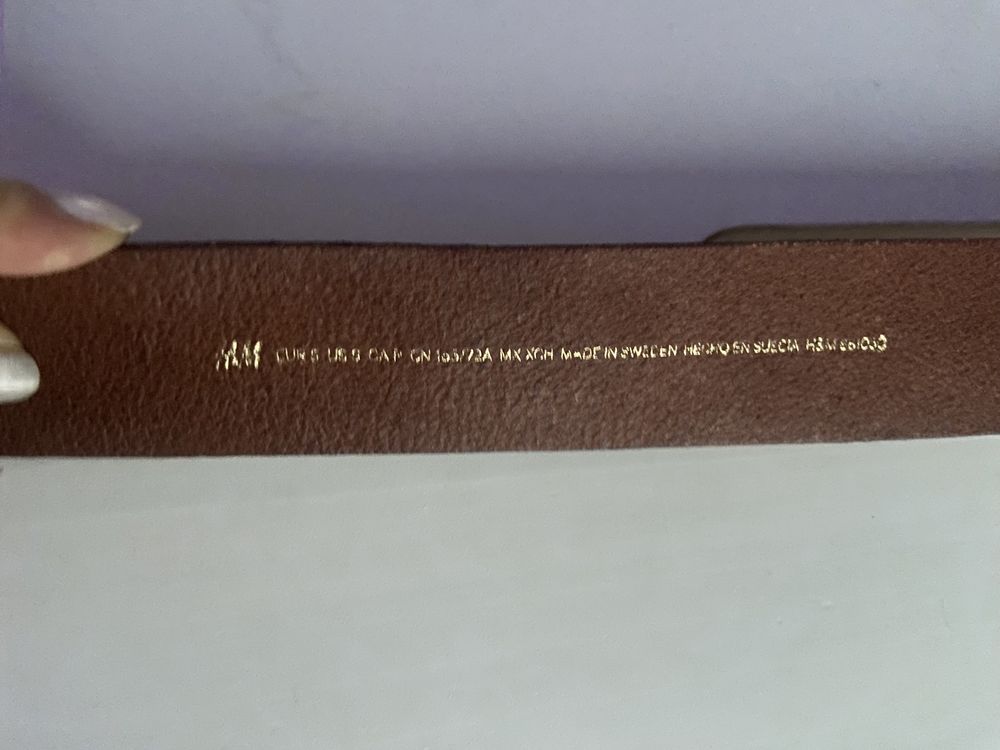 H&M EUR S US S CA P CN 165/72A MX XCH MADE IN SWEDEN HECHO EN SUECIA H&M